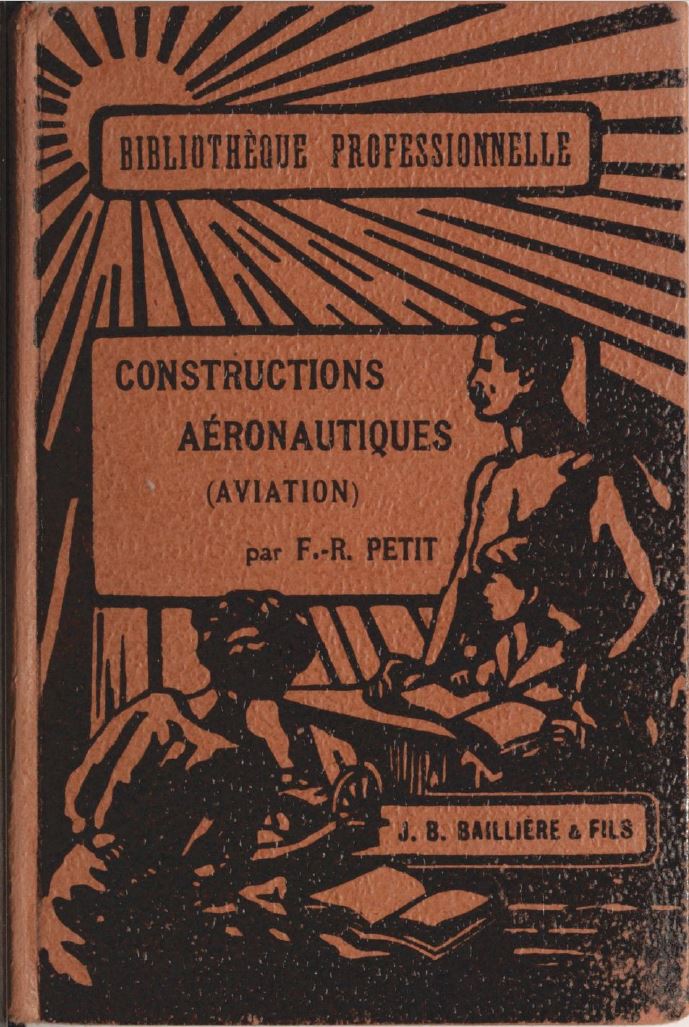 BIBLIOTHÈQUE PROFESSIONNELLE
CONSTRUCTIONS
AÉRONAUTIQUES
(AVIATION)
par F.-R. PETIT
J. B. BAILLIÈRE & FILS